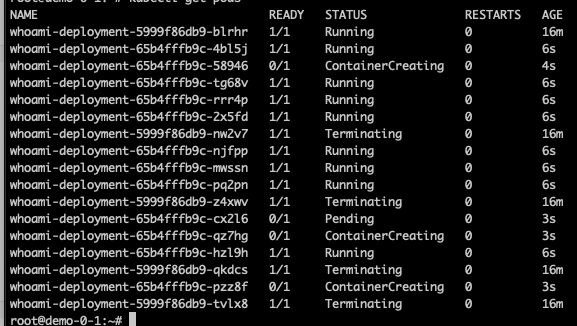 root@demo-0-1:~# kubectl get pods
NAME READY STATUS RESTARTS AGE
whoami-deployment-5999f86db9-blrhr 1/1 Running 0 16m
whoami-deployment-65b4fffb9c-4bl5j 1/1 Running 0 6s
whoami-deployment-65b4fffb9c-58946 0/1 ContainerCreating 0 4s
whoami-deployment-65b4fffb9c-tg68v 1/1 Running 0 6s
whoami-deployment-65b4fffb9c-rrr4p 1/1 Running 0 6s
whoami-deployment-65b4fffb9c-2x5fd 1/1 Running 0 6s
whoami-deployment-5999f86db9-nw2v7 1/1 Terminating 0 16m
whoami-deployment-65b4fffb9c-njfpp 1/1 Running 0 6s
whoami-deployment-65b4fffb9c-mwssn 1/1 Running 0 6s
whoami-deployment-65b4fffb9c-pq2pn 1/1 Running 0 6s
whoami-deployment-5999f86db9-z4xwv 1/1 Terminating 0 16m
whoami-deployment-65b4fffb9c-cx2l6 0/1 Pending 0 3s
whoami-deployment-65b4fffb9c-qz7hg 0/1 ContainerCreating 0 3s
whoami-deployment-65b4fffb9c-hzl9h 1/1 Running 0 6s
whoami-deployment-5999f86db9-qkdcs 1/1 Terminating 0 16m
whoami-deployment-65b4fffb9c-pzz8f 0/1 ContainerCreating 0 3s
whoami-deployment-5999f86db9-tvlx8 1/1 Terminating 0 16m
root@demo-0-1:~#